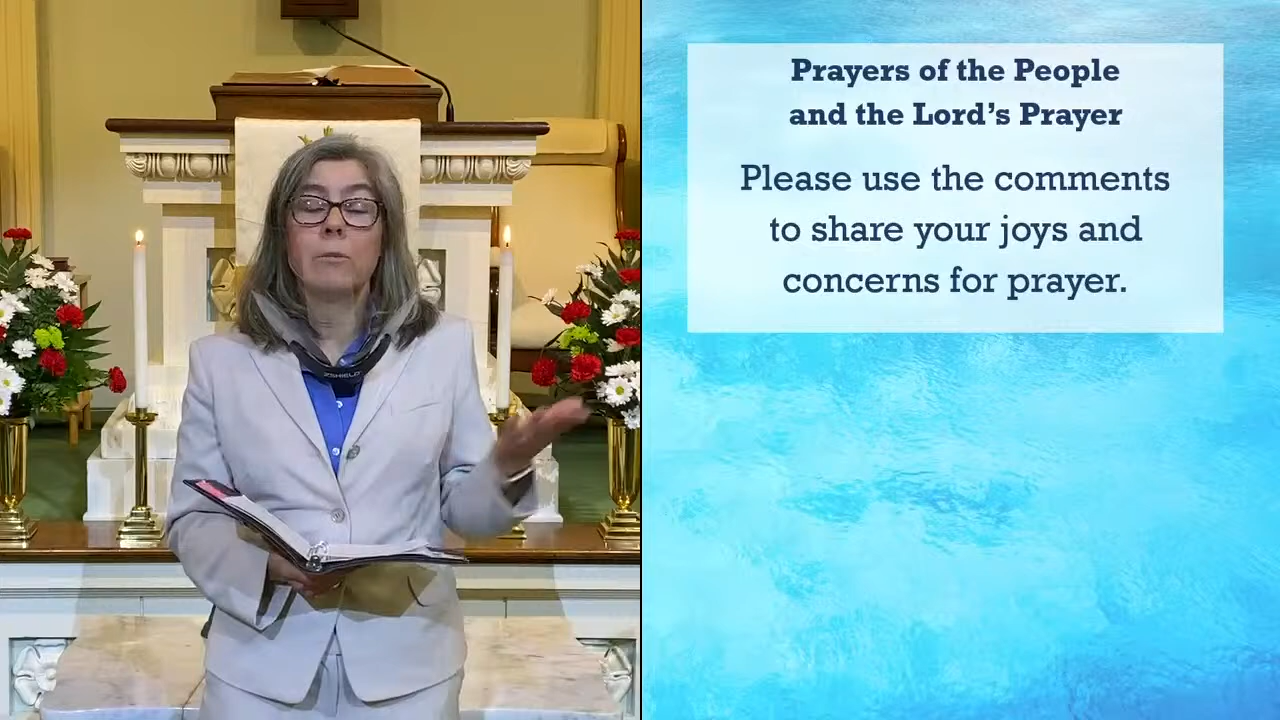 ZSHIELD
Prayers of the People
and the Lord's Prayer
Please use the comments
to share your joys and
concerns for prayer.